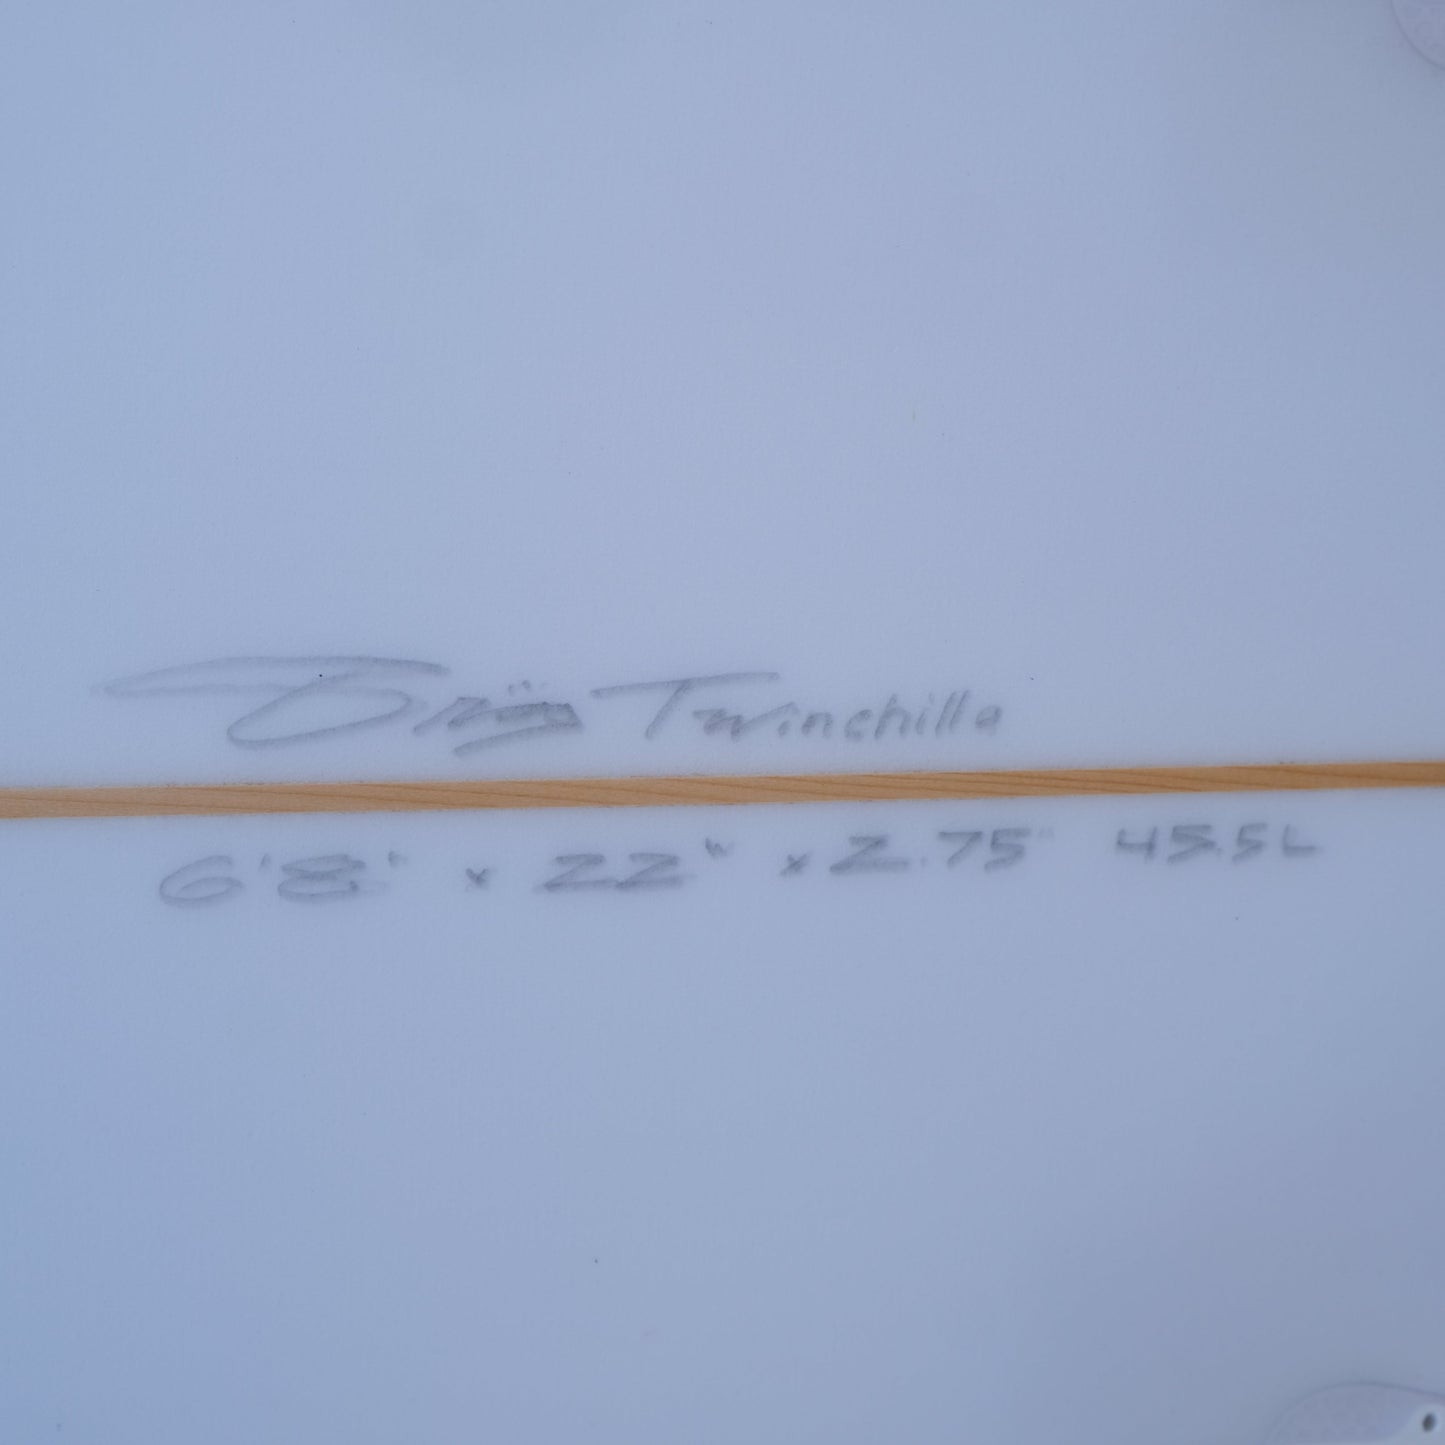 Twinchilla
6'8" x 22" x 2.75" 45.5L